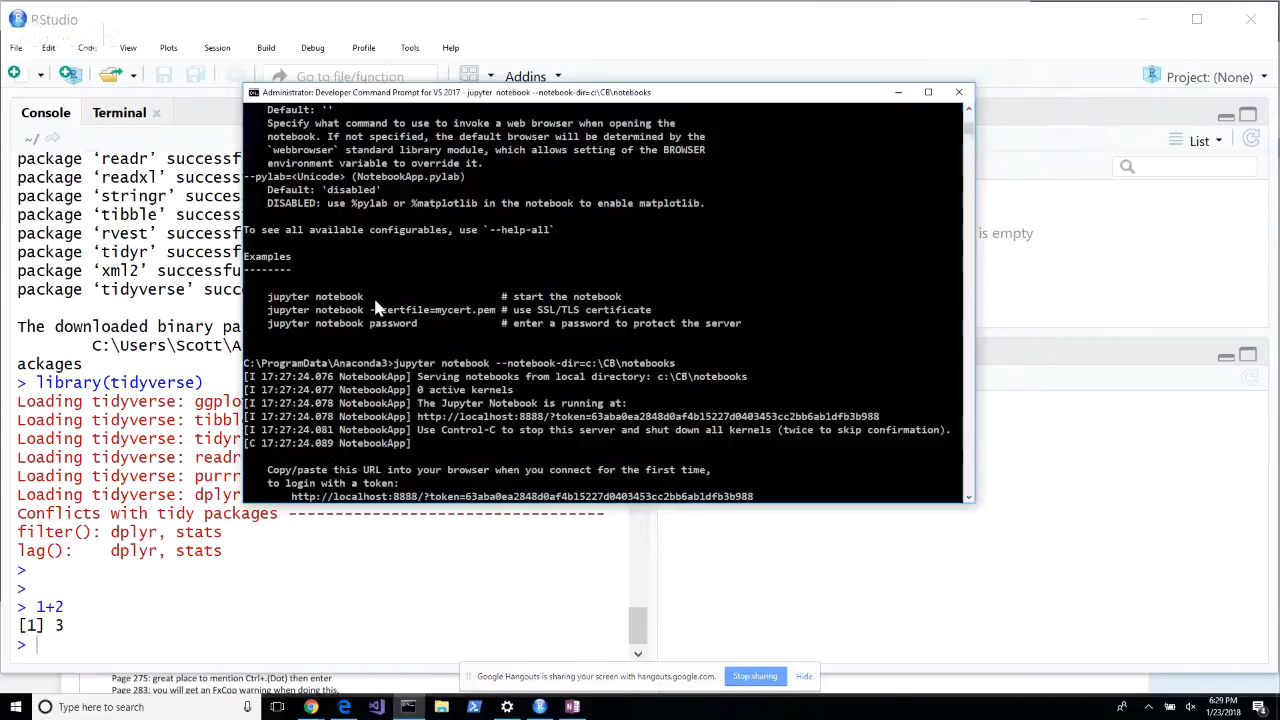 RStudio
File Edit Code View Plots Session Build Debug Profile Tools Help
Go to file/function
Addins
Project: (None)
Console
Terminal
~/
package ‘readr’ successf
package ‘readxl’ successf
package ‘stringr’ success
package ‘tibble’ successf
package ‘rvest’ successfu
package ‘tidyr’ successfu
package ‘xml2’ successfu
package ‘tidyverse’ succe
The downloaded binary pa
C:\Users\Scott\A
ackages
> library(tidyverse)
Loading tidyverse: ggplo
Loading tidyverse: tibbl
Loading tidyverse: tidyr
Loading tidyverse: readr
Loading tidyverse: purrr
Loading tidyverse: dplyr
Conflicts with tidy packages ---------------------------------
filter(): dplyr, stats
lag():    dplyr, stats
>
>
> 1+2
[1] 3
>
Administrator: Developer Command Prompt for VS 2017 - jupyter notebook --notebook-dir=c:\CB\notebooks
Default: ''
Specify what command to use to invoke a web browser when opening the
notebook. If not specified, the default browser will be determined by the
`webbrowser` standard library module, which allows setting of the BROWSER
environment variable to override it.
--pylab=<Unicode> (NotebookApp.pylab)
Default: 'disabled'
DISABLED: use %pylab or %matplotlib in the notebook to enable matplotlib.
To see all available configurables, use `--help-all`
Examples
--------
jupyter notebook # start the notebook
jupyter notebook --certfile=mycert.pem # use SSL/TLS certificate
jupyter notebook password # enter a password to protect the server
C:\ProgramData\Anaconda3>jupyter notebook --notebook-dir=c:\CB\notebooks
[I 17:27:24.076 NotebookApp] Serving notebooks from local directory: c:\CB\notebooks
[I 17:27:24.077 NotebookApp] 0 active kernels
[I 17:27:24.078 NotebookApp] The Jupyter Notebook is running at:
[I 17:27:24.078 NotebookApp] http://localhost:8888/?token=63aba0ea2848d0af4b15227d0403453cc2bb6ab1dfb3b988
[I 17:27:24.081 NotebookApp] Use Control-C to stop this server and shut down all kernels (twice to skip confirmation).
[C 17:27:24.089 NotebookApp]
Copy/paste this URL into your browser when you connect for the first time,
to login with a token:
http://localhost:8888/?token=63aba0ea2848d0af4b15227d0403453cc2bb6ab1dfb3b988
List
is empty
Page 275: great place to mention Ctrl+.(Dot) then enter
Page 283: you will get an FxCop warning when doing this,
Google Hangouts is sharing your screen with hangouts.google.com.
Stop sharing
Hide
Type here to search
6:29 PM
1/23/2018
4